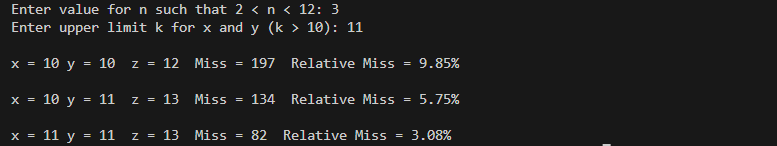 Enter value for n such that 2 < n < 12: 3
Enter upper limit k for x and y (k > 10): 11
x = 10 y = 10  z = 12  Miss = 197  Relative Miss = 9.85%
x = 10 y = 11  z = 13  Miss = 134  Relative Miss = 5.75%
x = 11 y = 11  z = 13  Miss = 82  Relative Miss = 3.08%